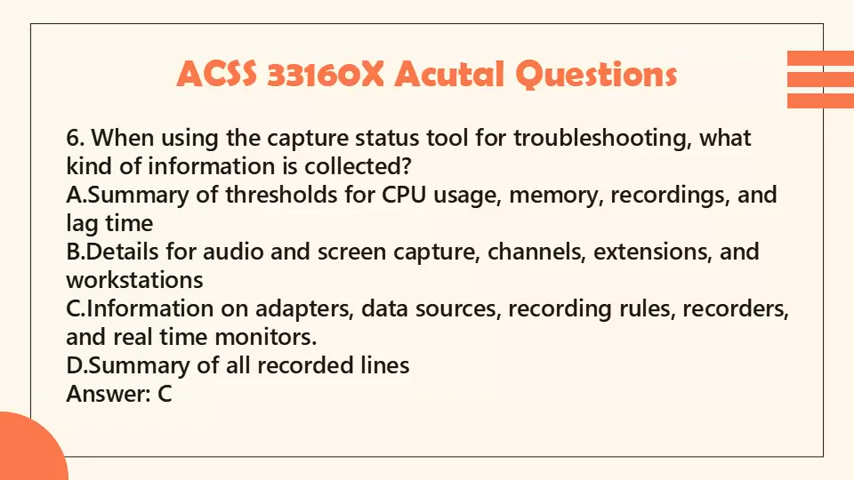 ACSS 33160X Acutal Questions
6. When using the capture status tool for troubleshooting, what
kind of information is collected?
A.Summary of thresholds for CPU usage, memory, recordings, and
lag time
B.Details for audio and screen capture, channels, extensions, and
workstations
C.Information on adapters, data sources, recording rules, recorders,
and real time monitors.
D.Summary of all recorded lines
Answer: C